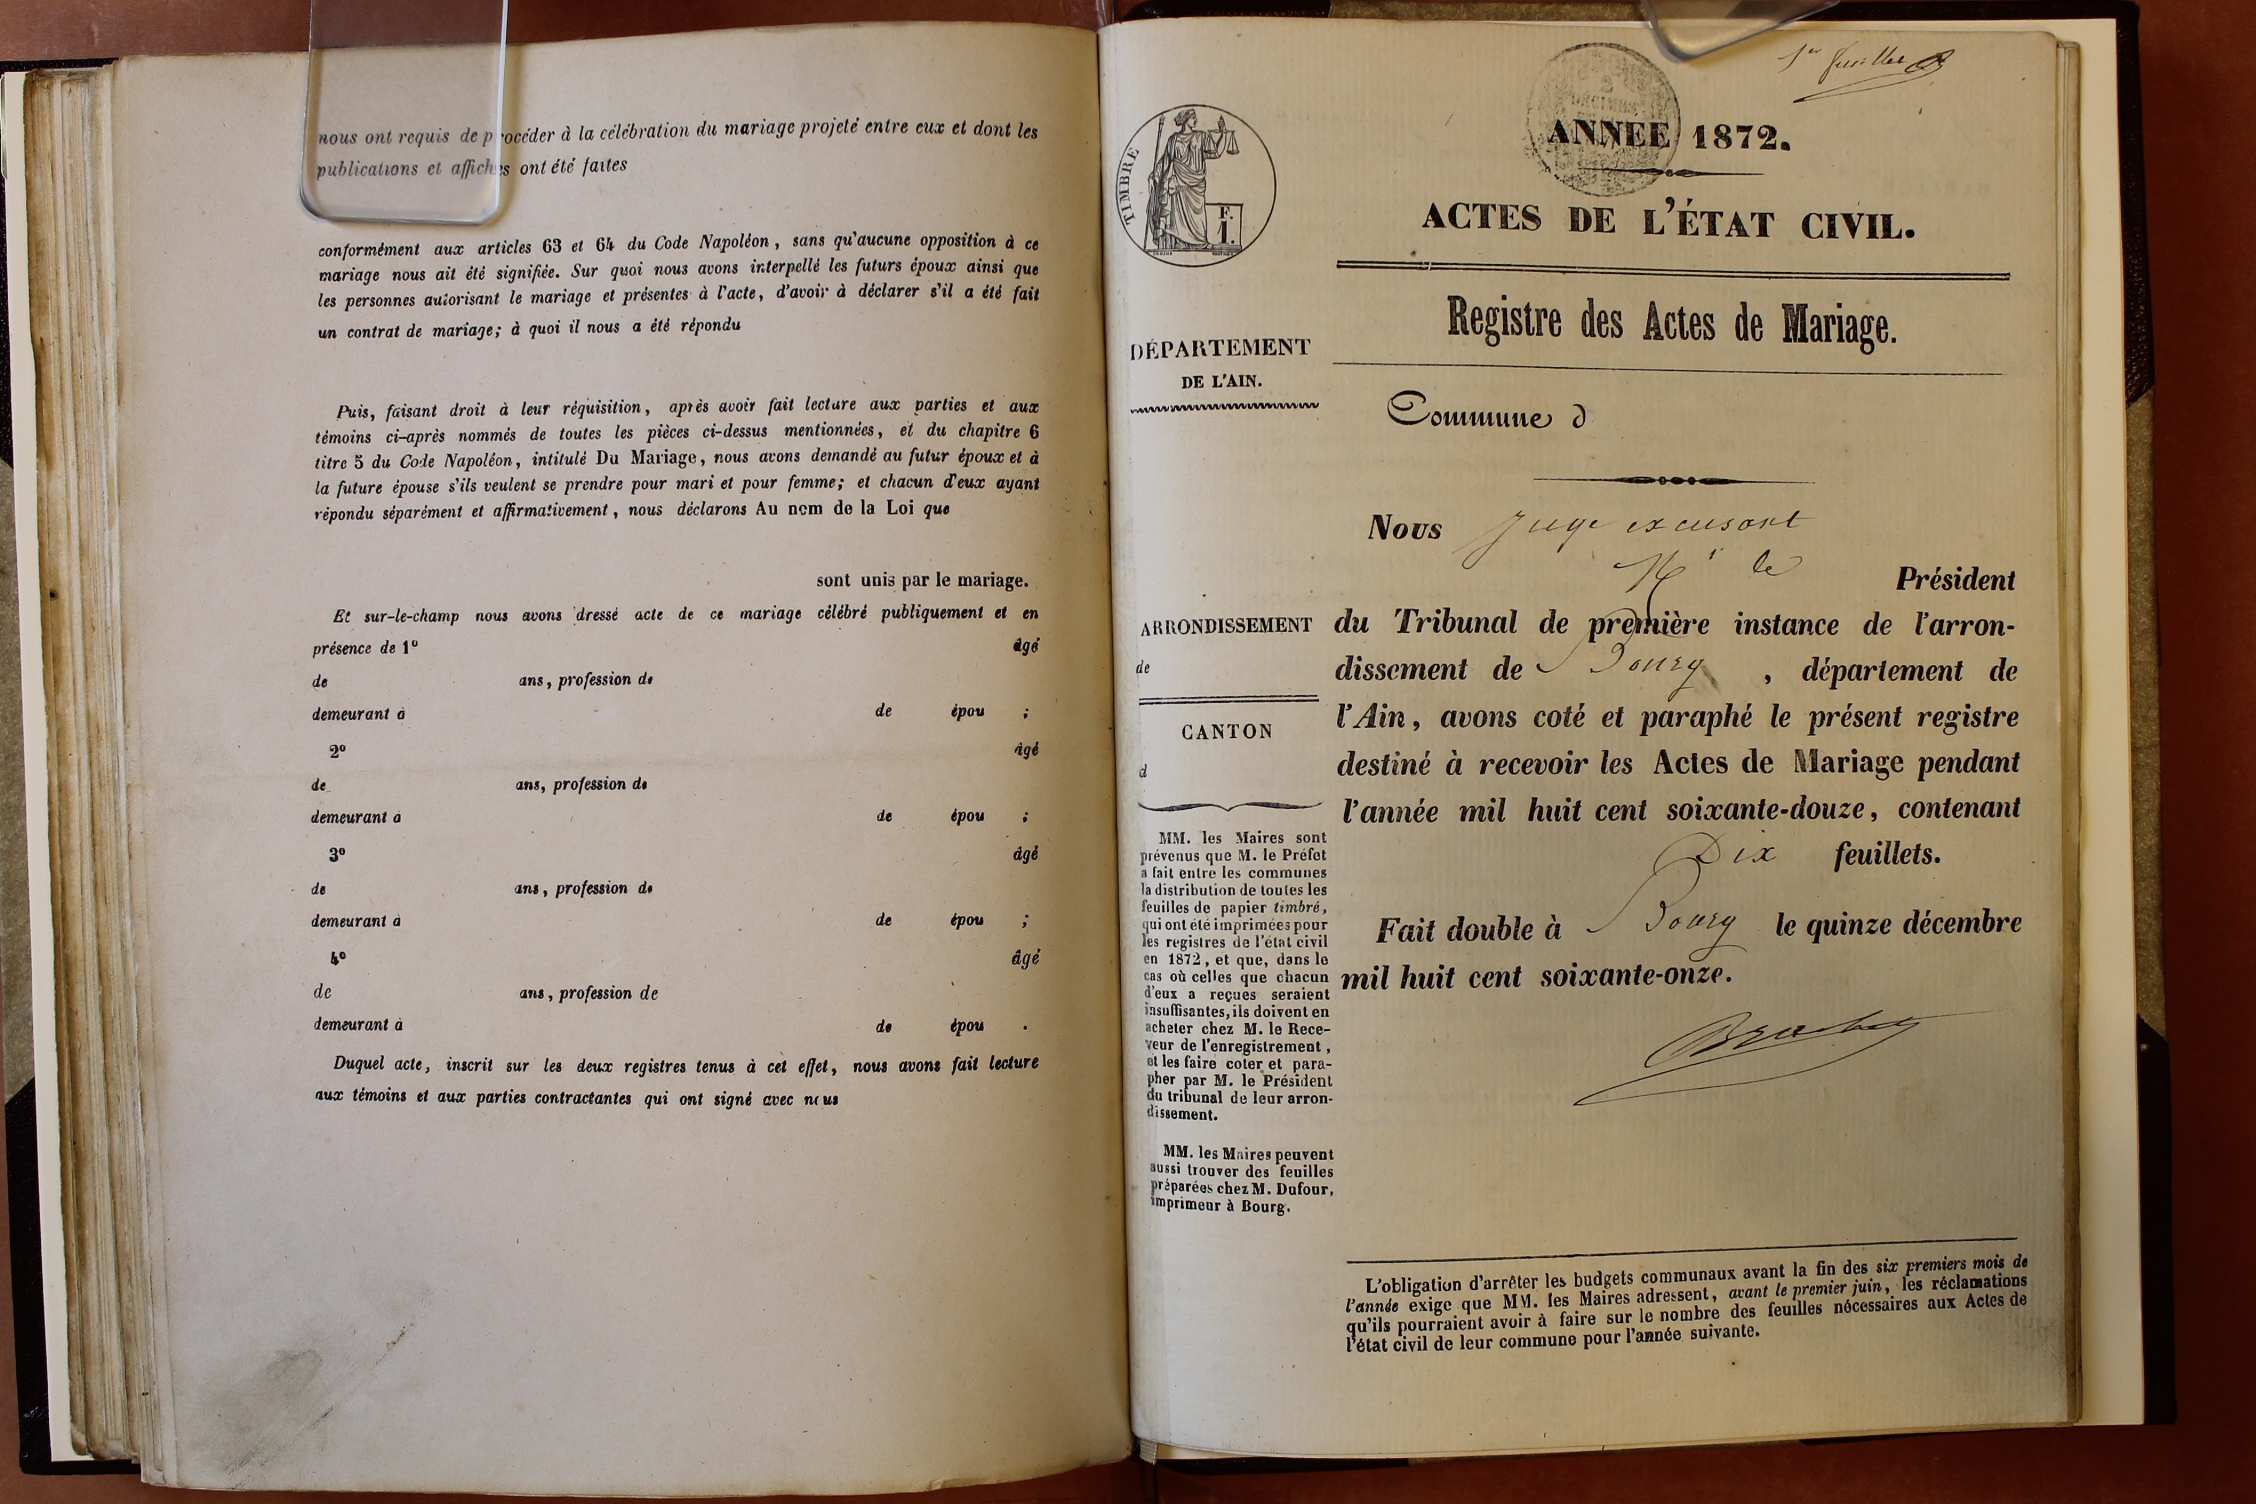 nous ont requis de procéder à la célébration du mariage projeté entre eux et dont les
publications et affiches ont été faites
conformément aux articles 63 et 64 du Code Napoléon, sans qu'aucune opposition à ce
mariage nous ait été signifiée. Sur quoi nous avons interpellé les futurs époux ainsi que
les personnes autorisant le mariage et présentes à l'acte, d'avoir à déclarer s'il a été fait
un contrat de mariage; à quoi il nous a été répondu
Puis, faisant droit à leur réquisition, après avoir fait lecture aux parties et aux
témoins ci-après nommés de toutes les pièces ci-dessus mentionnées, et du chapitre 6
titre 5 du Code Napoléon, intitulé Du Mariage, nous avons demandé au futur époux et à
la future épouse s'ils veulent se prendre pour mari et pour femme; et chacun d'eux ayant
répondu séparément et affirmativement, nous déclarons Au nom de la Loi que
sont unis par le mariage.
Et sur-le-champ nous avons dressé acte de ce mariage célébré publiquement et en
présence de 1º âgé
de ans, profession de
demeurant à de épou ;
2º âgé
de ans, profession de
demeurant à de épou ;
3º âgé
de ans, profession de
demeurant à de épou ;
4º âgé
de ans, profession de
demeurant à de épou .
Duquel acte, inscrit sur les deux registres tenus à cet effet, nous avons fait lecture
aux témoins et aux parties contractantes qui ont signé avec nous
1er feuillet
TIMBRE
F.
1.
ANNÉE 1872.
ACTES DE L'ÉTAT CIVIL.
Registre des Actes de Mariage.
DÉPARTEMENT
DE L'AIN.
ARRONDISSEMENT
de
CANTON
d
MM. les Maires sont
prévenus que M. le Préfet
a fait entre les communes
la distribution de toutes les
feuilles de papier timbré,
qui ont été imprimées pour
les registres de l'état civil
en 1872, et que, dans le
cas où celles que chacun
d'eux a reçues seraient
insuffisantes, ils doivent en
acheter chez M. le Rece-
veur de l'enregistrement,
et les faire coter et para-
pher par M. le Président
du tribunal de leur arron-
dissement.
MM. les Maires peuvent
aussi trouver des feuilles
préparées chez M. Dufour,
imprimeur à Bourg.
Commune d
Nous Juge excusant
Mr le Président
du Tribunal de première instance de l'arron-
dissement de Bourg, département de
l'Ain, avons coté et paraphé le présent registre
destiné à recevoir les Actes de Mariage pendant
l'année mil huit cent soixante-douze, contenant
Dix feuillets.
Fait double à Bourg le quinze décembre
mil huit cent soixante-onze.
L'obligation d'arrêter les budgets communaux avant la fin des six premiers mois de
l'année exige que MM. les Maires adressent, avant le premier juin, les réclamations
qu'ils pourraient avoir à faire sur le nombre des feuilles nécessaires aux Actes de
l'état civil de leur commune pour l'année suivante.